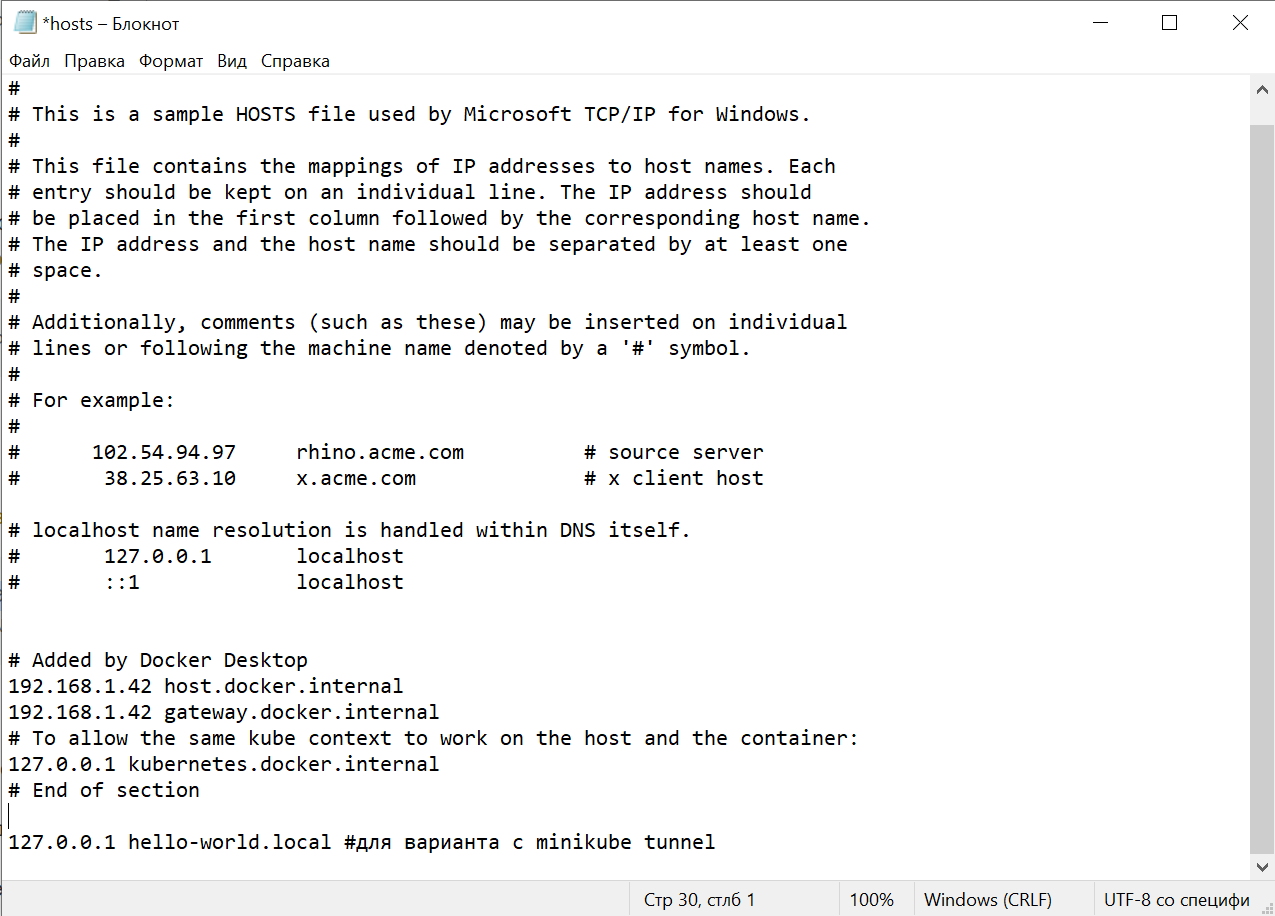 *hosts – Блокнот
Файл Правка Формат Вид Справка
#
# This is a sample HOSTS file used by Microsoft TCP/IP for Windows.
#
# This file contains the mappings of IP addresses to host names. Each
# entry should be kept on an individual line. The IP address should
# be placed in the first column followed by the corresponding host name.
# The IP address and the host name should be separated by at least one
# space.
#
# Additionally, comments (such as these) may be inserted on individual
# lines or following the machine name denoted by a '#' symbol.
#
# For example:
#
#      102.54.94.97     rhino.acme.com          # source server
#       38.25.63.10     x.acme.com              # x client host
# localhost name resolution is handled within DNS itself.
#       127.0.0.1       localhost
#       ::1             localhost
# Added by Docker Desktop
192.168.1.42 host.docker.internal
192.168.1.42 gateway.docker.internal
# To allow the same kube context to work on the host and the container:
127.0.0.1 kubernetes.docker.internal
# End of section
127.0.0.1 hello-world.local #для варианта с minikube tunnel
Стр 30, стлб 1 100% Windows (CRLF) UTF-8 со специфи